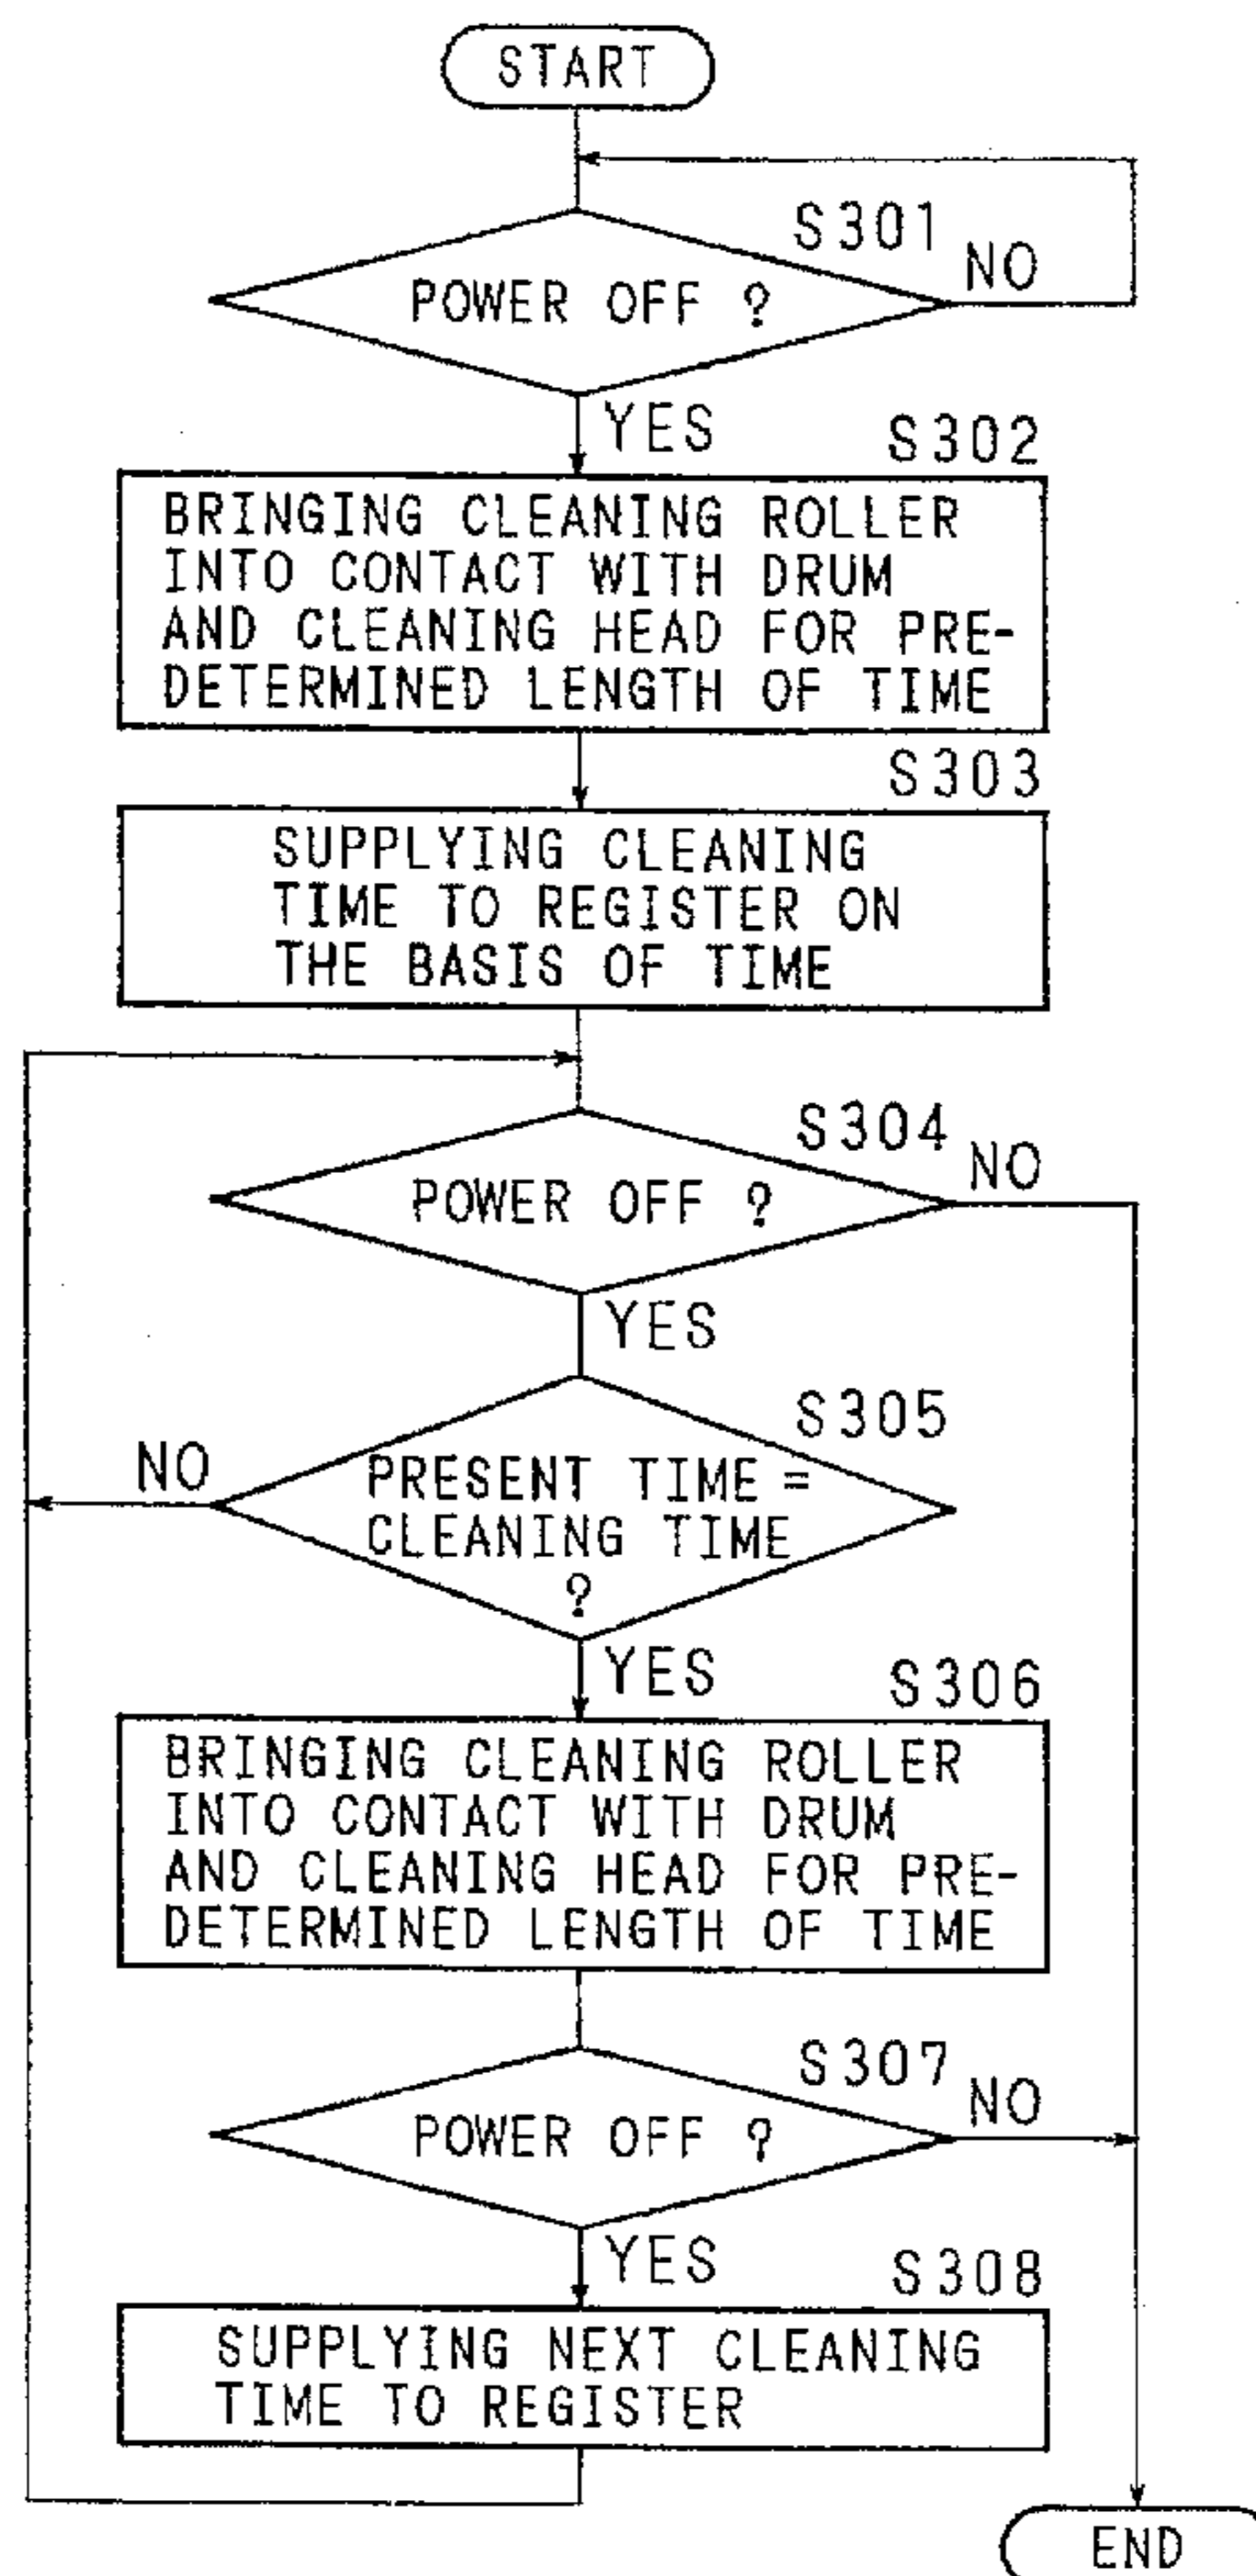 START
S301
NO
POWER OFF ?
YES
S302
BRINGING CLEANING ROLLER
INTO CONTACT WITH DRUM
AND CLEANING HEAD FOR PRE-
DETERMINED LENGTH OF TIME
S303
SUPPLYING CLEANING
TIME TO REGISTER ON
THE BASIS OF TIME
S304
NO
POWER OFF ?
YES
S305
NO
PRESENT TIME =
CLEANING TIME
?
YES
S306
BRINGING CLEANING ROLLER
INTO CONTACT WITH DRUM
AND CLEANING HEAD FOR PRE-
DETERMINED LENGTH OF TIME
S307
NO
POWER OFF ?
YES
S308
SUPPLYING NEXT CLEANING
TIME TO REGISTER
END